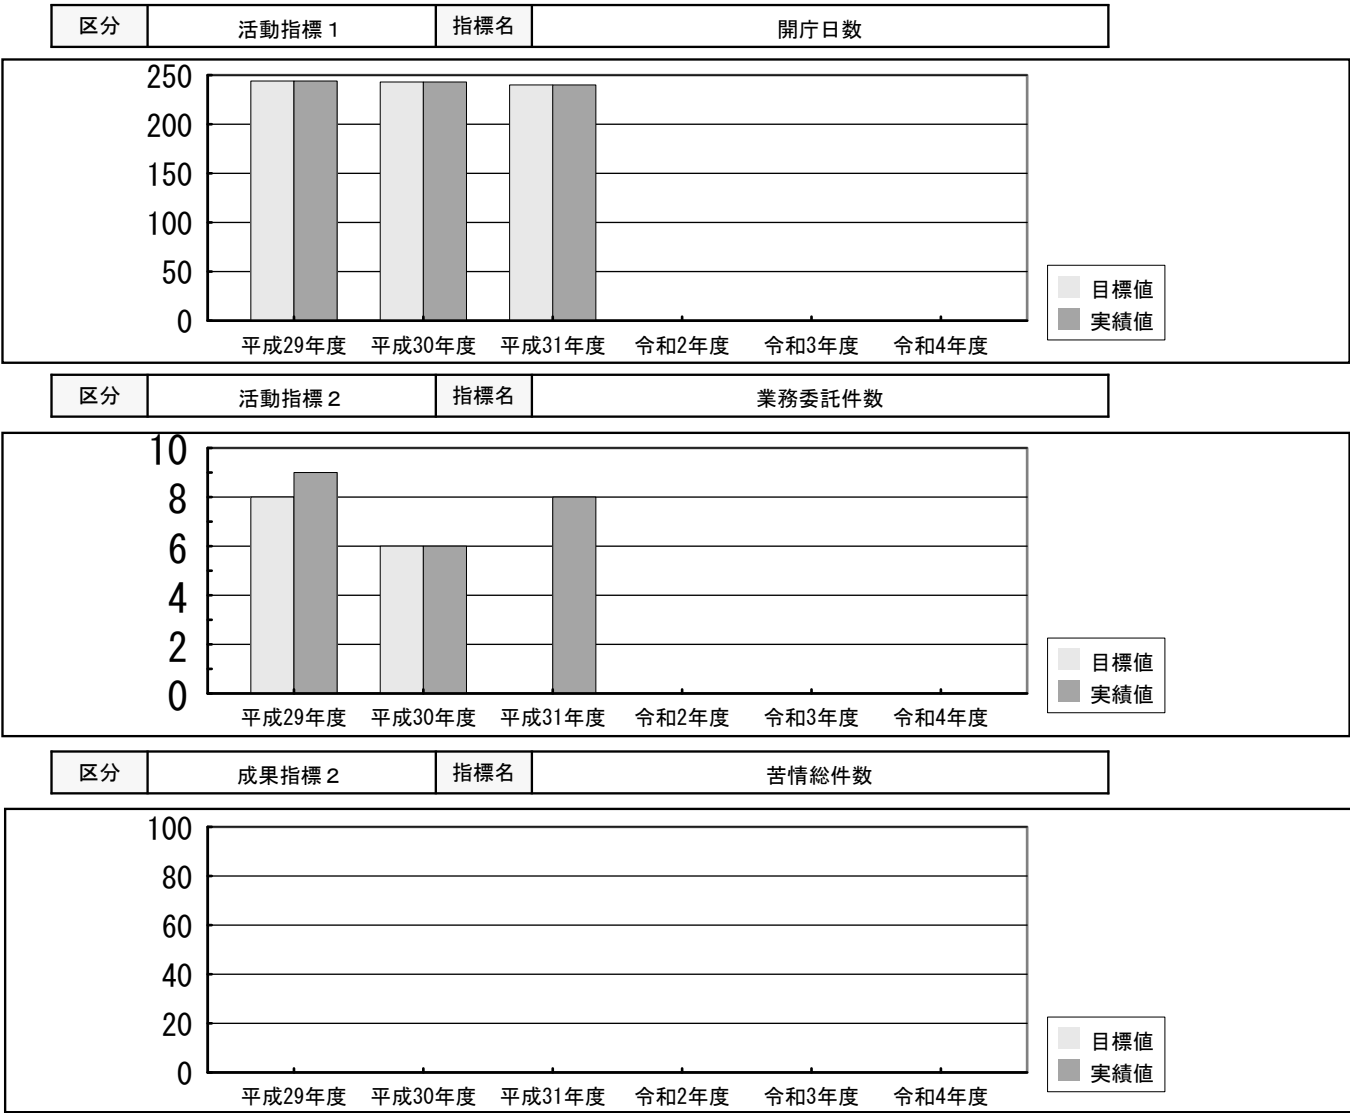 区分 活動指標１ 指標名 開庁日数
250
200
150
100
50
0
平成29年度 平成30年度 平成31年度 令和2年度 令和3年度 令和4年度
目標値
実績値
区分 活動指標２ 指標名 業務委託件数
10
8
6
4
2
0
平成29年度 平成30年度 平成31年度 令和2年度 令和3年度 令和4年度
目標値
実績値
区分 成果指標２ 指標名 苦情総件数
100
80
60
40
20
0
平成29年度 平成30年度 平成31年度 令和2年度 令和3年度 令和4年度
目標値
実績値